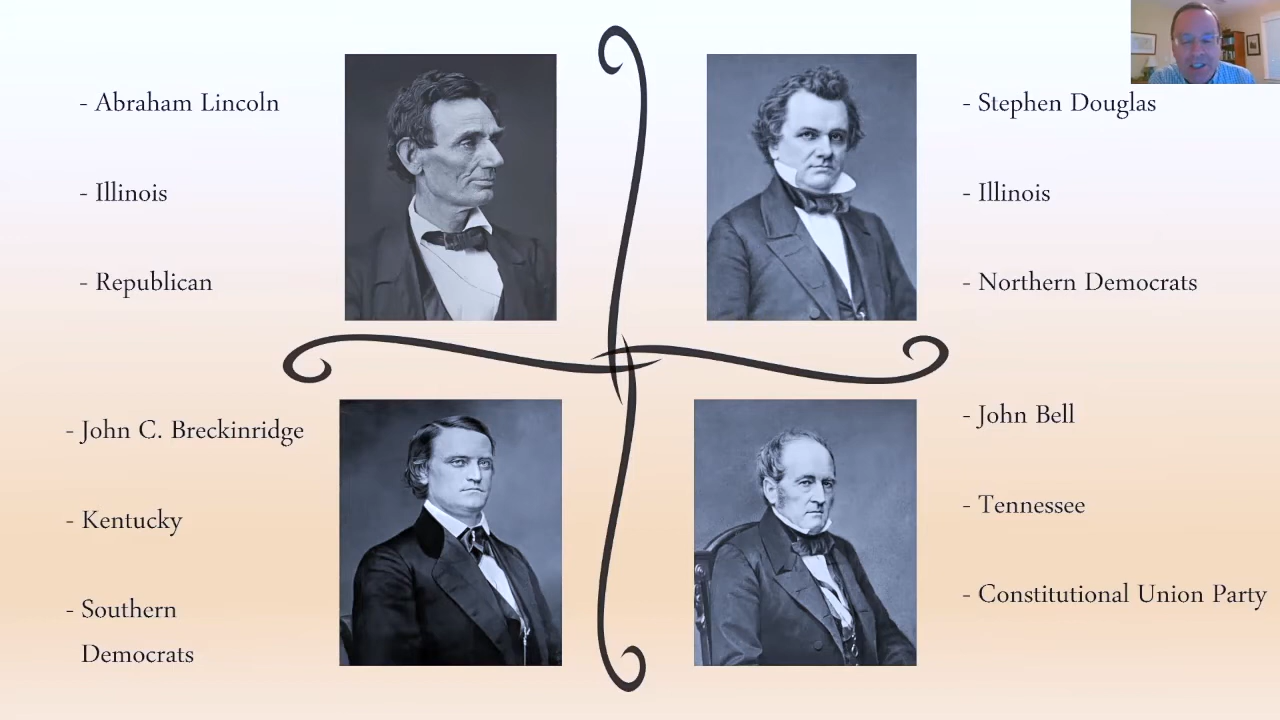 - Abraham Lincoln
- Illinois
- Republican
- Stephen Douglas
- Illinois
- Northern Democrats
- John C. Breckinridge
- Kentucky
- Southern
Democrats
- John Bell
- Tennessee
- Constitutional Union Party